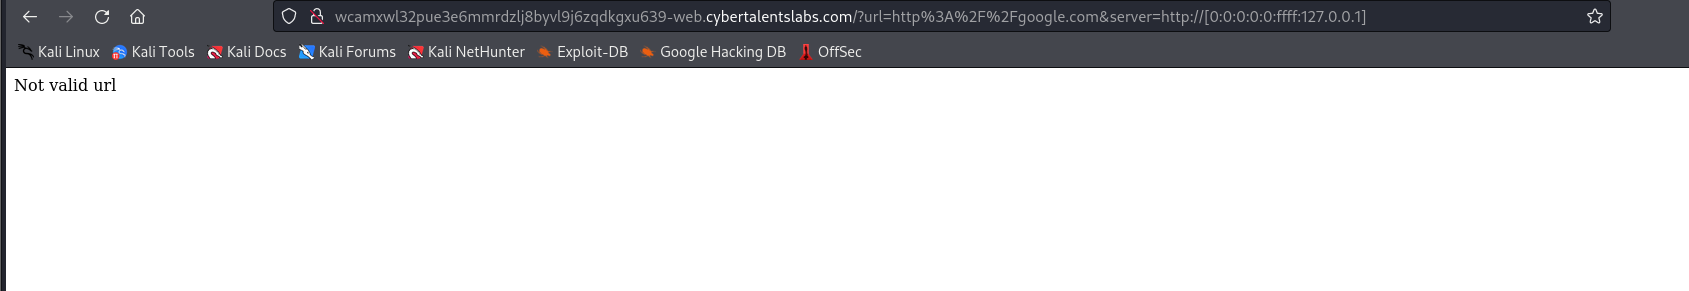 wcamxwl32pue3e6mmrdzlj8byvl9j6zqdkgxu639-web.cybertalentslabs.com/?url=http%3A%2F%2Fgoogle.com&server=http://[0:0:0:0:0:ffff:127.0.0.1]
Kali Linux Kali Tools Kali Docs Kali Forums Kali NetHunter Exploit-DB Google Hacking DB OffSec
Not valid url